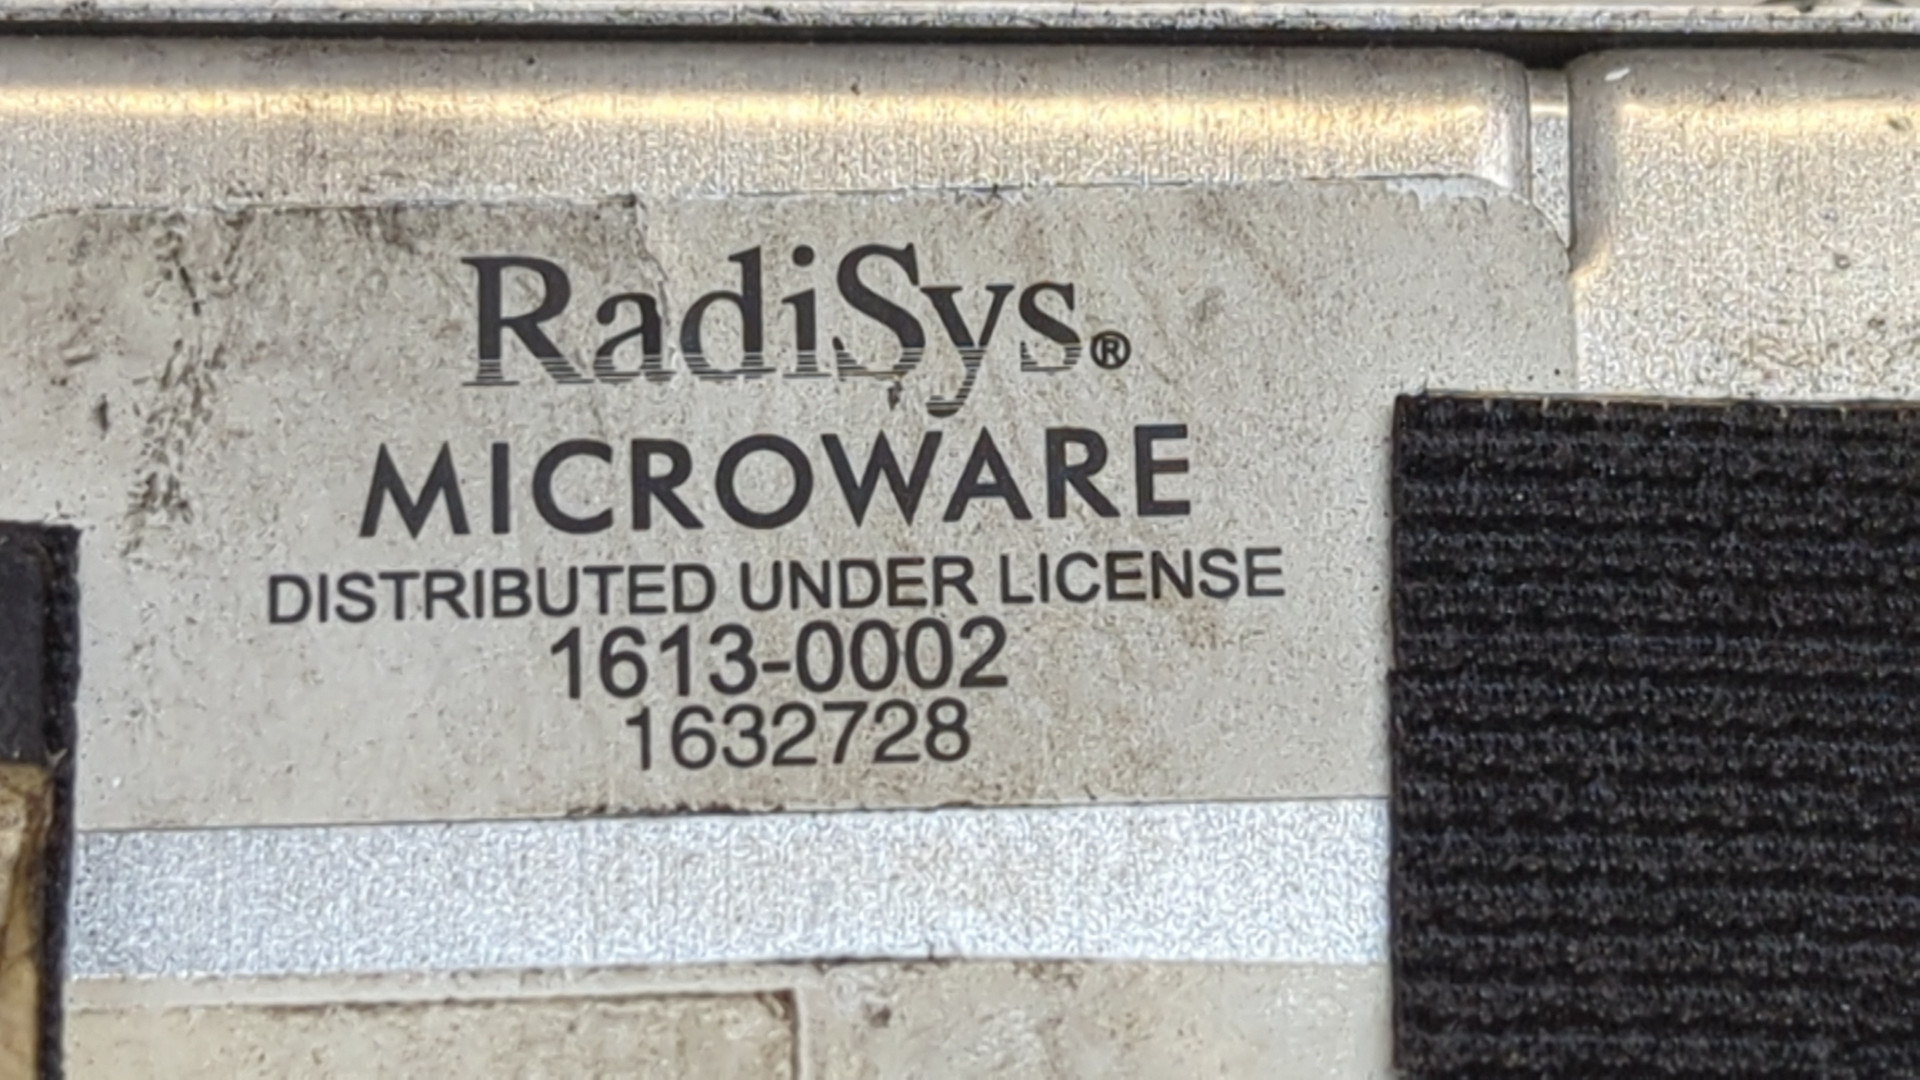 RadiSys®
MICROWARE
DISTRIBUTED UNDER LICENSE
1613-0002
1632728